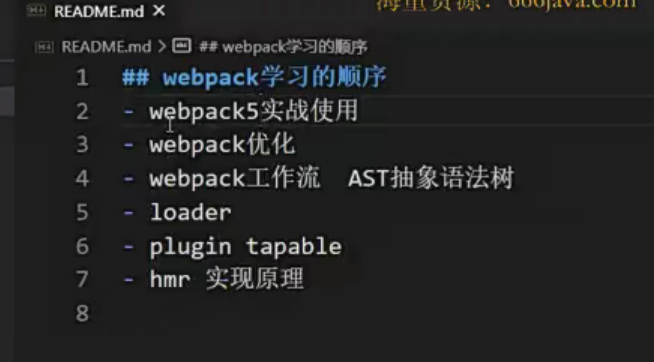 README.md
海量资源：666java.com
README.md > ## webpack学习的顺序
1 ## webpack学习的顺序
2 - webpack5实战使用
3 - webpack优化
4 - webpack工作流 AST抽象语法树
5 - loader
6 - plugin tapable
7 - hmr 实现原理
8